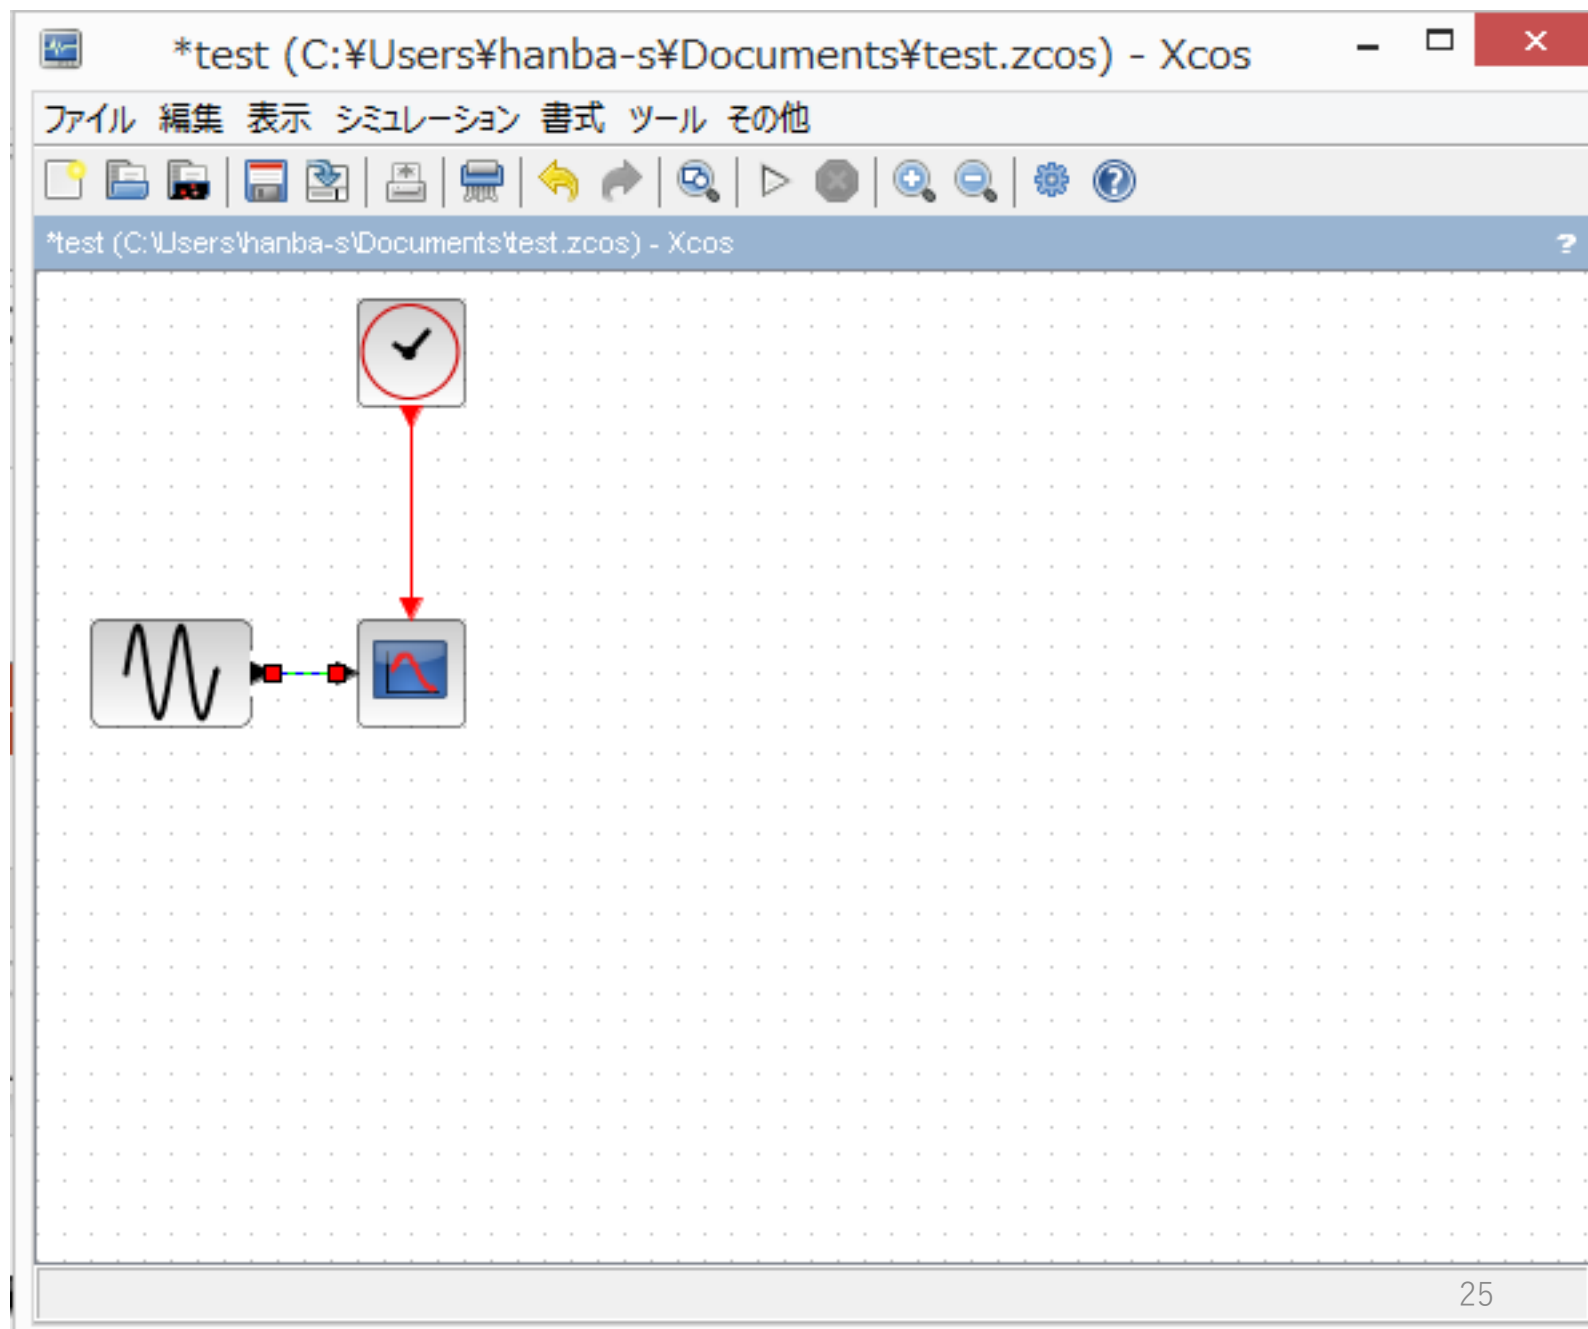 *test (C:¥Users¥hanba-s¥Documents¥test.zcos) - Xcos
ファイル 編集 表示 シミュレーション 書式 ツール その他
*test (C:\Users\hanba-s\Documents\test.zcos) - Xcos
25